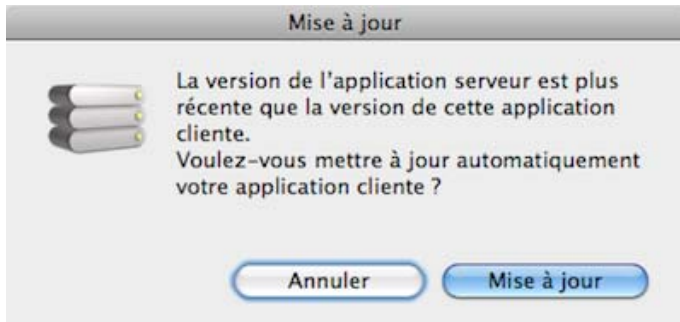 Mise à jour
La version de l’application serveur est plus
récente que la version de cette application
cliente.
Voulez-vous mettre à jour automatiquement
votre application cliente ?
Annuler
Mise à jour